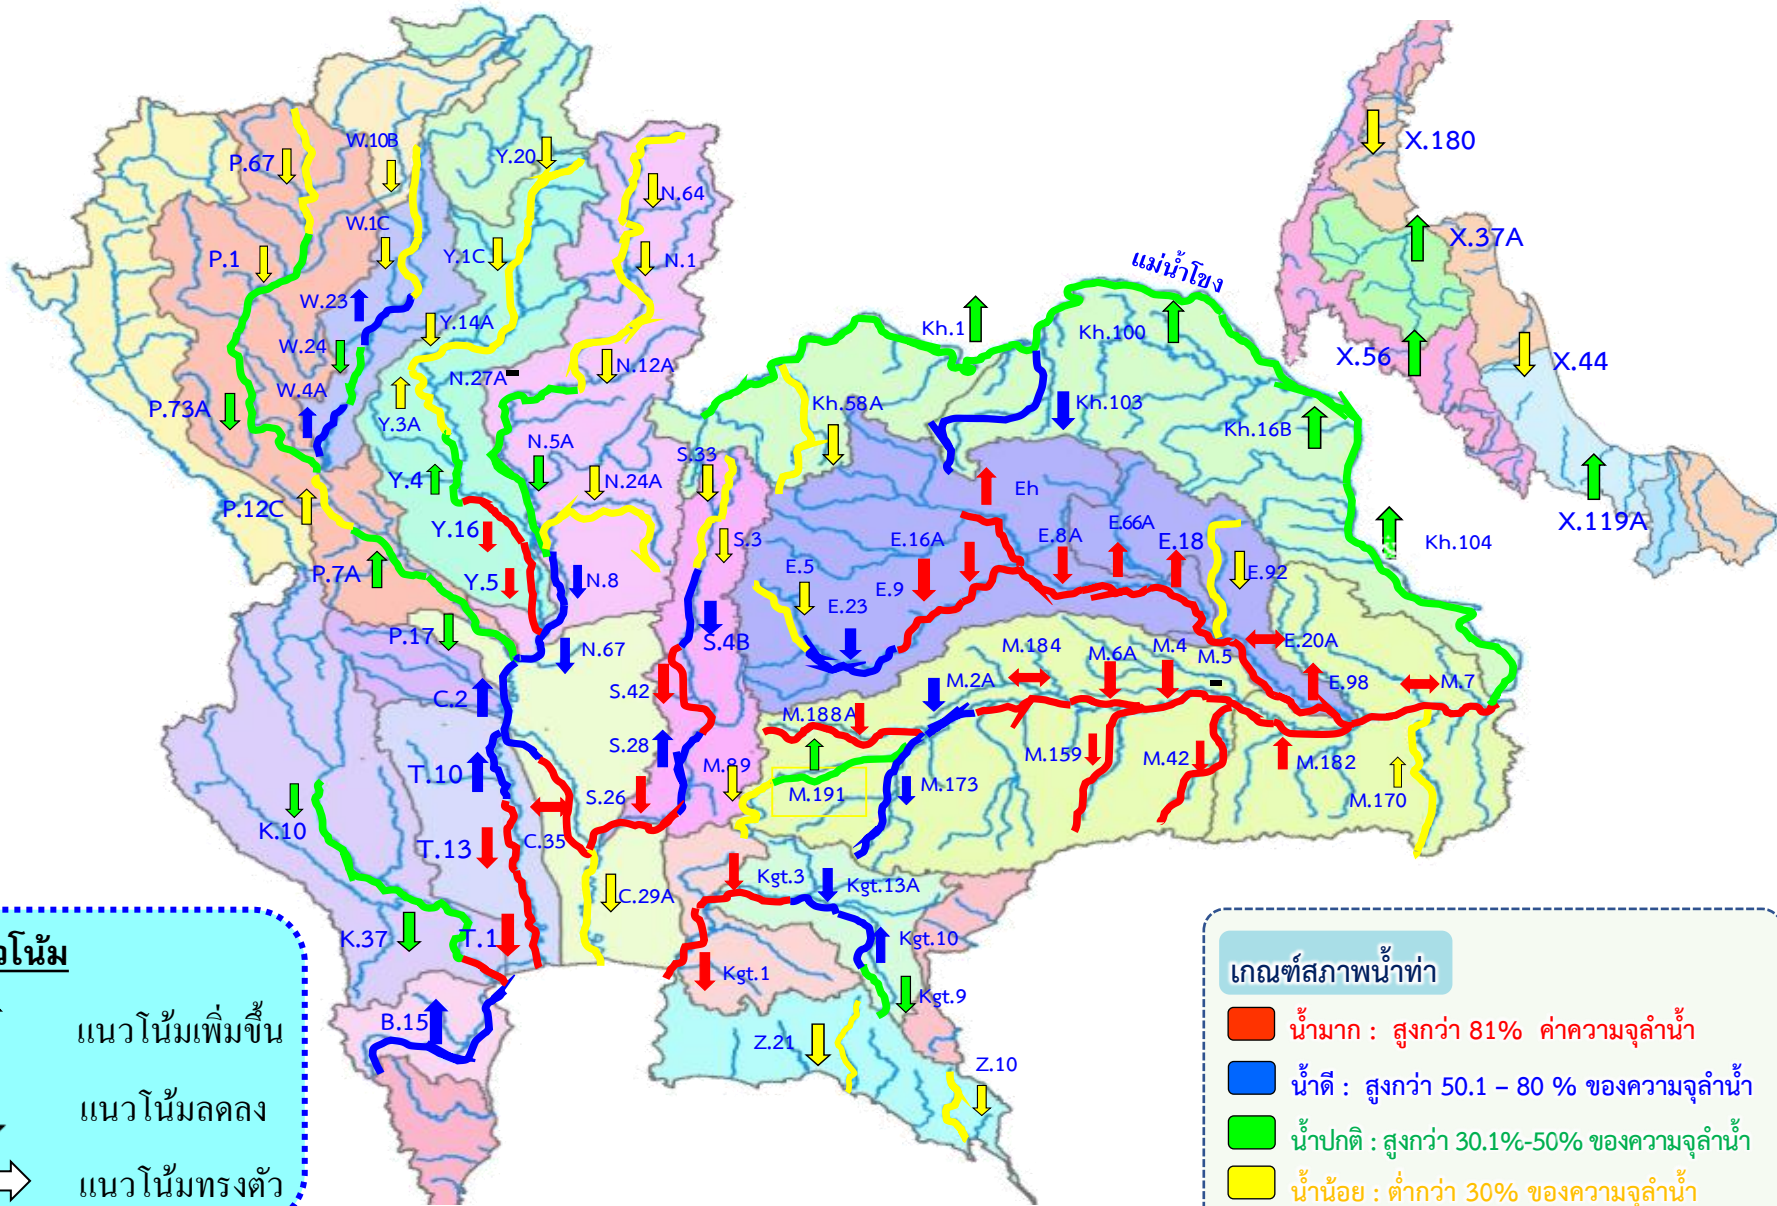 P.67
W.10B
Y.20
N.64
W.1C
P.1
Y.1C
N.1
W.23
Y.14A
W.24
N.12A
N.27A
W.4A
P.73A
Y.3A
N.5A
Y.4
N.24A
P.12C
Y.16
P.7A
Y.5
N.8
P.17
N.67
C.2
T.10
K.10
T.13
C.35
K.37
T.1
C.29A
B.15
S.33
S.3
S.4B
S.42
S.28
S.26
M.89
แม่น้ำโขง
Kh.1
Kh.100
Kh.58A
Kh.103
Kh.16B
Kh.104
Eh
E.16A
E.8A
E.66A
E.18
E.5
E.9
E.92
E.23
E.20A
E.98
M.184
M.6A
M.4
M.5
M.7
M.2A
M.188A
M.191
M.173
M.159
M.42
M.182
M.170
Kgt.3
Kgt.13A
Kgt.10
Kgt.1
Kgt.9
Z.21
Z.10
X.180
X.37A
X.56
X.44
X.119A
แนวโน้มเพิ่มขึ้น
แนวโน้มลดลง
แนวโน้มทรงตัว
เกณฑ์สภาพน้ำท่า
น้ำมาก : สูงกว่า 81% ค่าความจุลำน้ำ
น้ำดี : สูงกว่า 50.1 – 80 % ของความจุลำน้ำ
น้ำปกติ : สูงกว่า 30.1%-50% ของความจุลำน้ำ
น้ำน้อย : ต่ำกว่า 30% ของความจุลำน้ำ